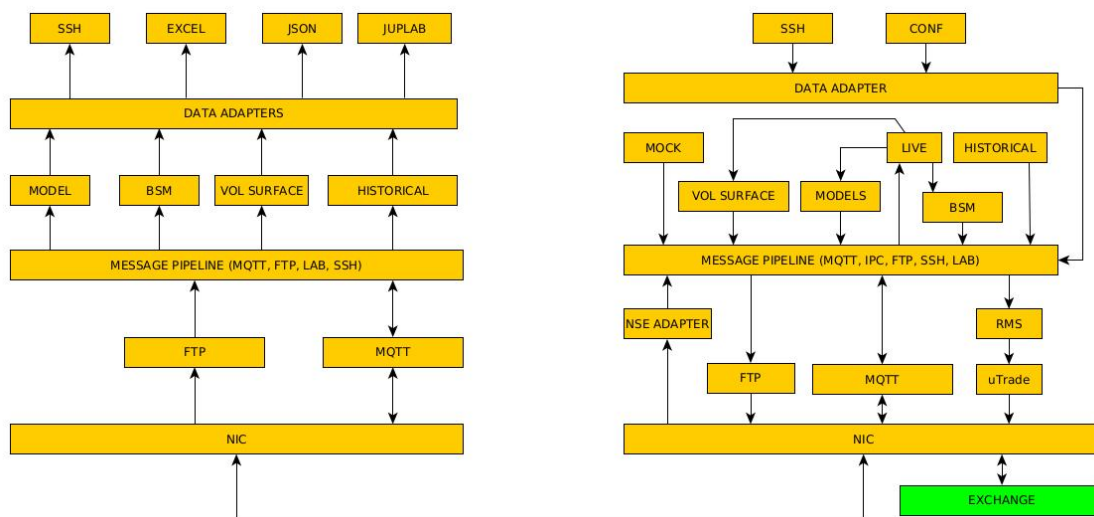 SSH
EXCEL
JSON
JUPLAB
DATA ADAPTERS
MODEL
BSM
VOL SURFACE
HISTORICAL
MESSAGE PIPELINE (MQTT, FTP, LAB, SSH)
FTP
MQTT
NIC
SSH
CONF
DATA ADAPTER
MOCK
LIVE
HISTORICAL
VOL SURFACE
MODELS
BSM
MESSAGE PIPELINE (MQTT, IPC, FTP, SSH, LAB)
NSE ADAPTER
RMS
FTP
MQTT
uTrade
NIC
EXCHANGE